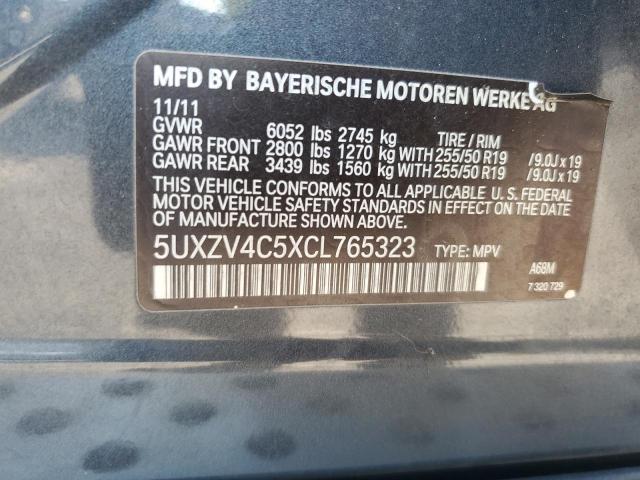 MFD BY BAYERISCHE MOTOREN WERKE AG
11/11
GVWR 6052 lbs 2745 kg TIRE / RIM
GAWR FRONT 2800 lbs 1270 kg WITH 255/50 R19 /9.0J x 19
GAWR REAR 3439 lbs 1560 kg WITH 255/50 R19 /9.0J x 19
THIS VEHICLE CONFORMS TO ALL APPLICABLE U.S. FEDERAL
MOTOR VEHICLE SAFETY STANDARDS IN EFFECT ON THE
DATE OF MANUFACTURE SHOWN ABOVE.
5UXZV4C5XCL765323 TYPE: MPV
A68M
7 320 729